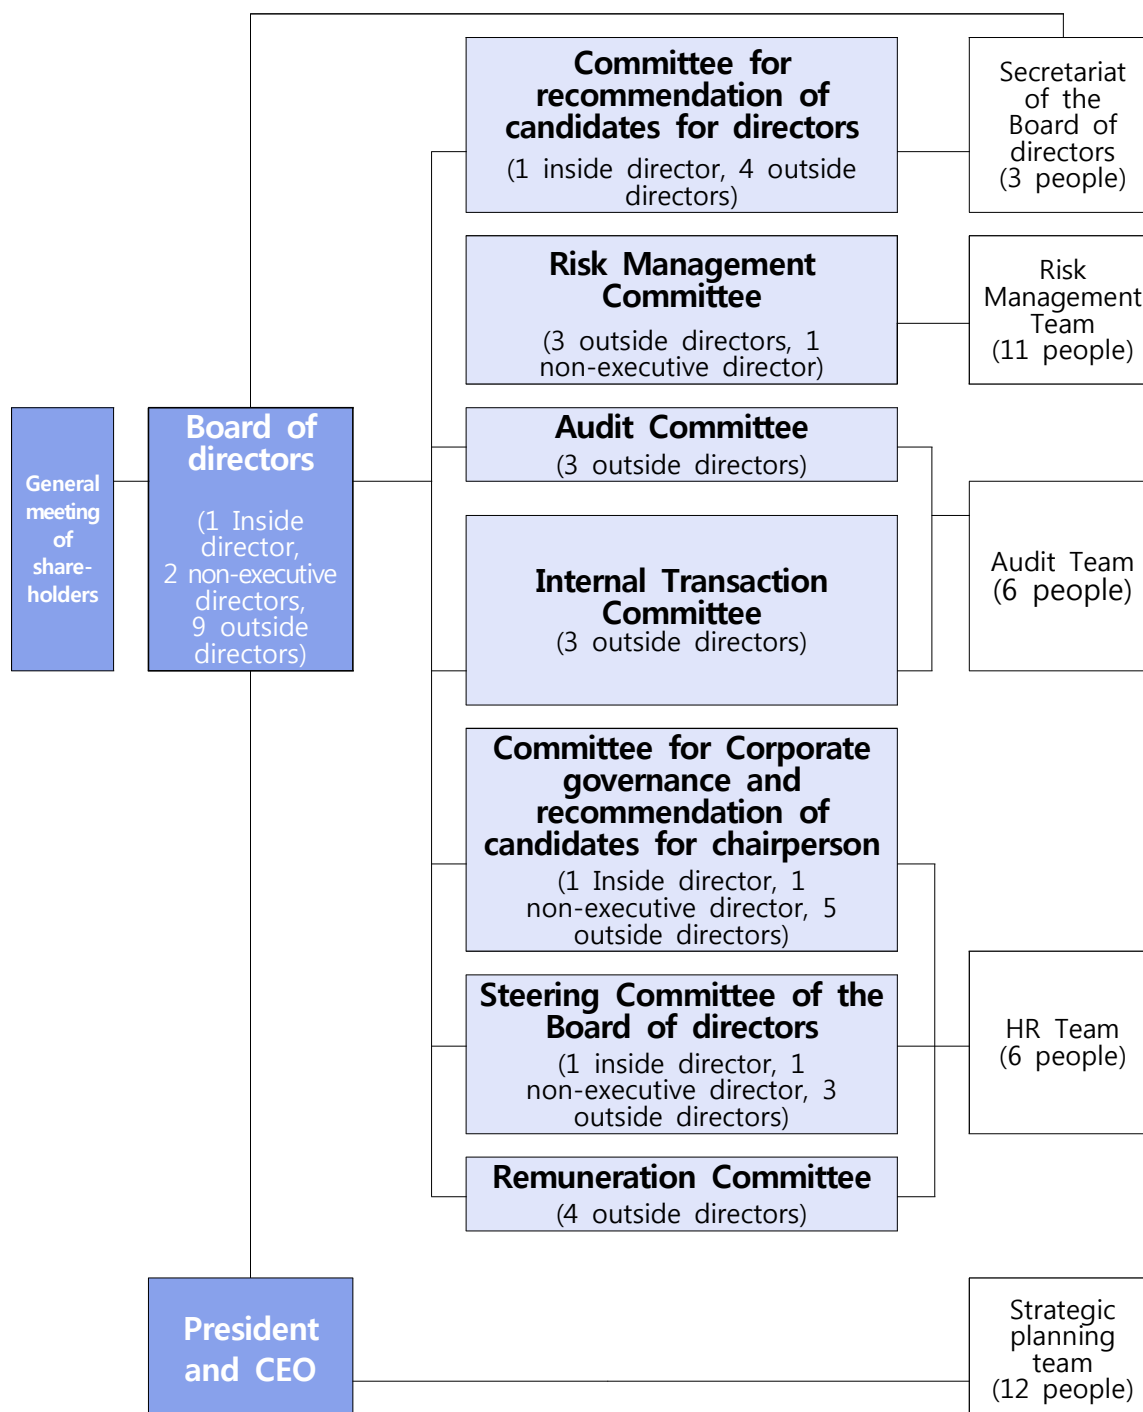 Committee for
recommendation of
candidates for directors
(1 inside director, 4 outside
directors)
Secretariat
of the
Board of
directors
(3 people)
Risk Management
Committee
(3 outside directors, 1
non-executive director)
Risk
Management
Team
(11 people)
General
meeting
of
share-
holders
Board of
directors
(1 Inside
director,
2 non-executive
directors,
9 outside
directors)
Audit Committee
(3 outside directors)
Internal Transaction
Committee
(3 outside directors)
Audit Team
(6 people)
Committee for Corporate
governance and
recommendation of
candidates for chairperson
(1 Inside director, 1
non-executive director, 5
outside directors)
Steering Committee of the
Board of directors
(1 inside director, 1
non-executive director, 3
outside directors)
HR Team
(6 people)
Remuneration Committee
(4 outside directors)
President
and CEO
Strategic
planning
team
(12 people)